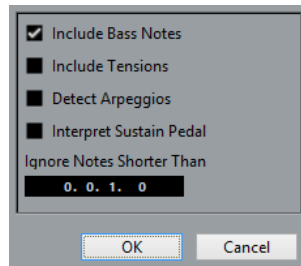 Include Bass Notes
Include Tensions
Detect Arpeggios
Interpret Sustain Pedal
Ignore Notes Shorter Than
0. 0. 1. 0
OK
Cancel